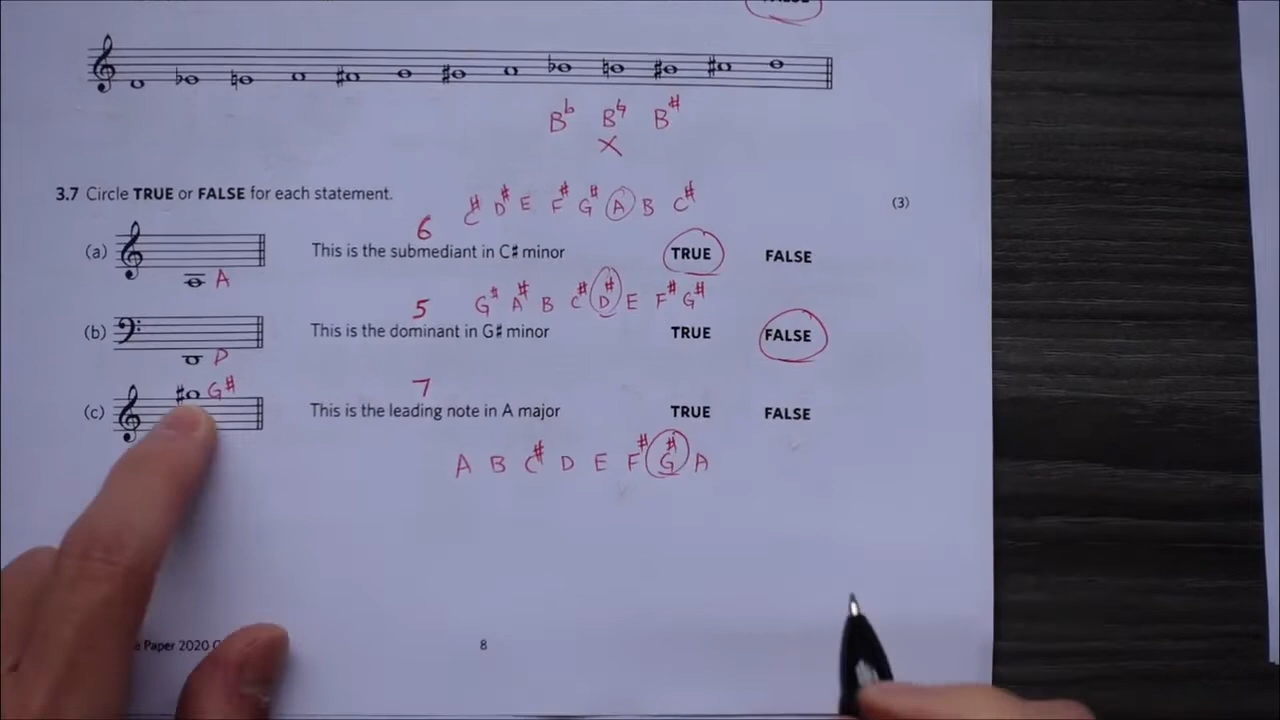 FALSE
B♭ B♮ B♯
X
3.7 Circle TRUE or FALSE for each statement. (3)
C♯ D♯ E F♯ G♯ A B C♯
6
(a) A This is the submediant in C♯ minor TRUE FALSE
G♯ A♯ B C♯ D♯ E F♯ G♯
5
(b) D This is the dominant in G♯ minor TRUE FALSE
G♯ 7
(c) This is the leading note in A major TRUE FALSE
A B C♯ D E F♯ G♯ A
Paper 2020 8